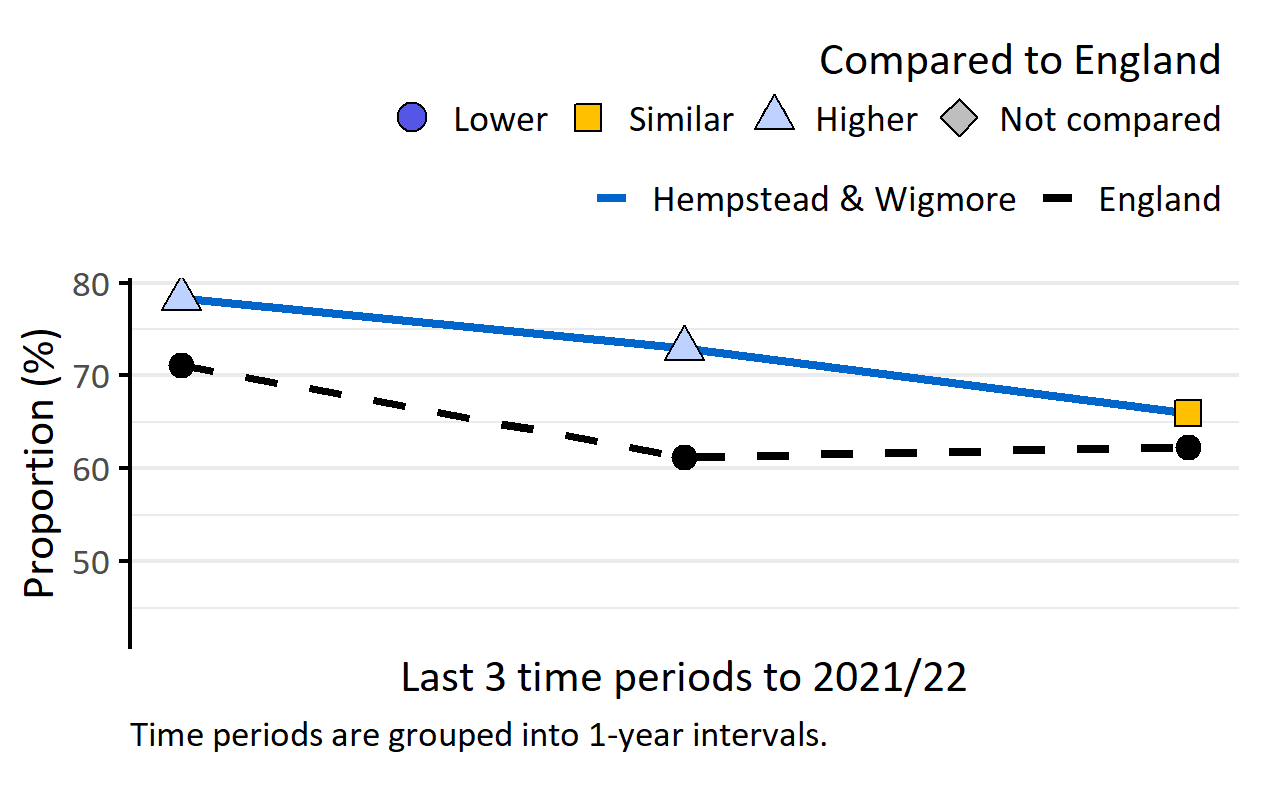 Compared to England
Lower Similar Higher Not compared
Hempstead & Wigmore England
80
70
60
50
Proportion (%)
Last 3 time periods to 2021/22
Time periods are grouped into 1-year intervals.